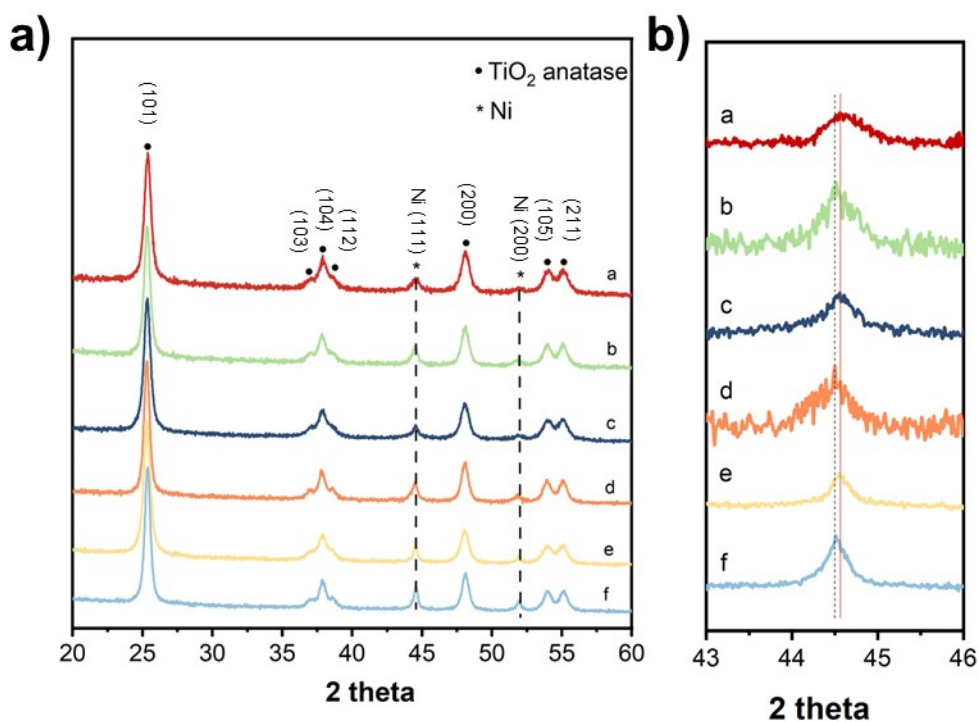 a)
• TiO2 anatase
* Ni
(101)
(103)
(104)
(112)
Ni (111)
(200)
Ni (200)
(105)
(211)
a
b
c
d
e
f
20 25 30 35 40 45 50 55 60
2 theta
b)
a
b
c
d
e
f
43 44 45 46
2 theta